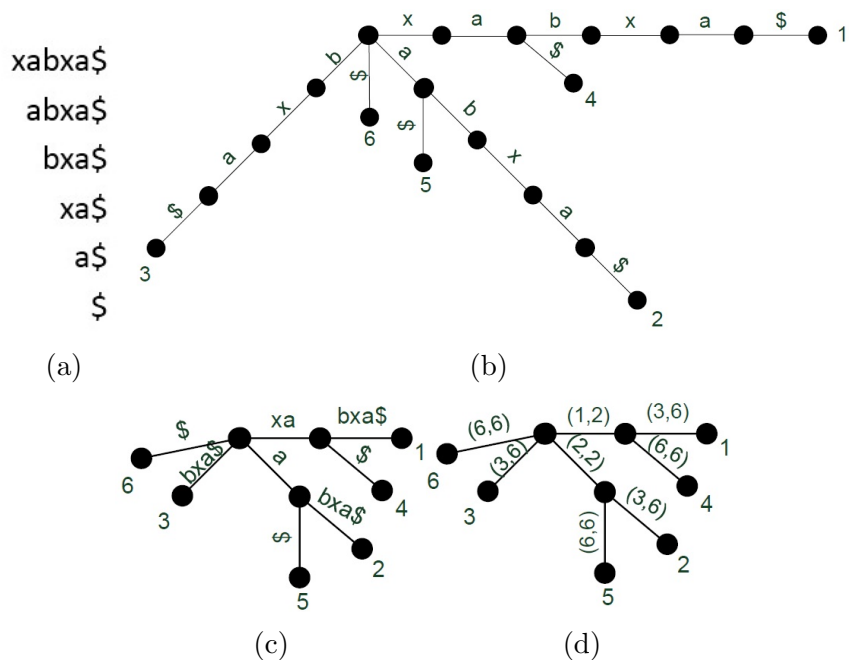 xabxa$
abxa$
bxa$
xa$
a$
$
(a)
x a b x a $ 1
b $ a $ 4
x 6 $ b
a 5 x
$ a
3 $
2
(b)
$ xa bxa$ 1
6 bxa$ a $ 4
3 $ bxa$ 2
5
(c)
(6,6) (1,2) (3,6) 1
6 (3,6) (2,2) (6,6) 4
3 (6,6) (3,6) 2
5
(d)